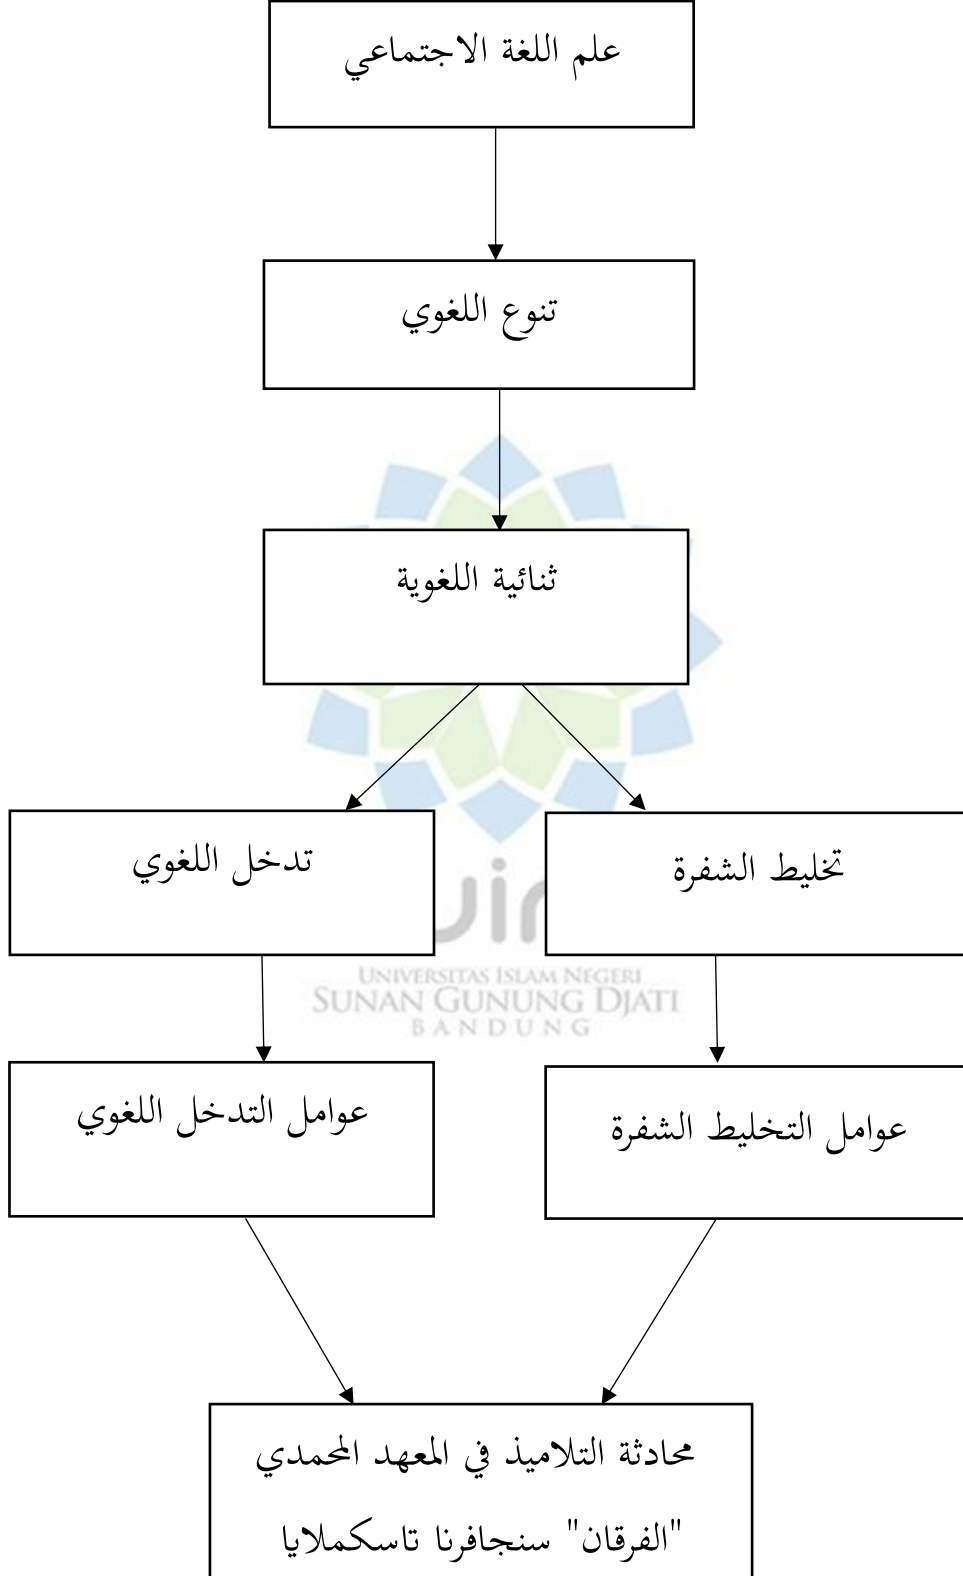 علم اللغة الاجتماعي
تنوع اللغوي
ثنائية اللغوية
تخليط الشفرة
تدخل اللغوي
UNIVERSITAS ISLAM NEGERI
SUNAN GUNUNG DJATI
BANDUNG
عوامل التخليط الشفرة
عوامل التدخل اللغوي
محادثة التلاميذ في المعهد المحمدي
"الفرقان" سنجافرنا تاسكملايا